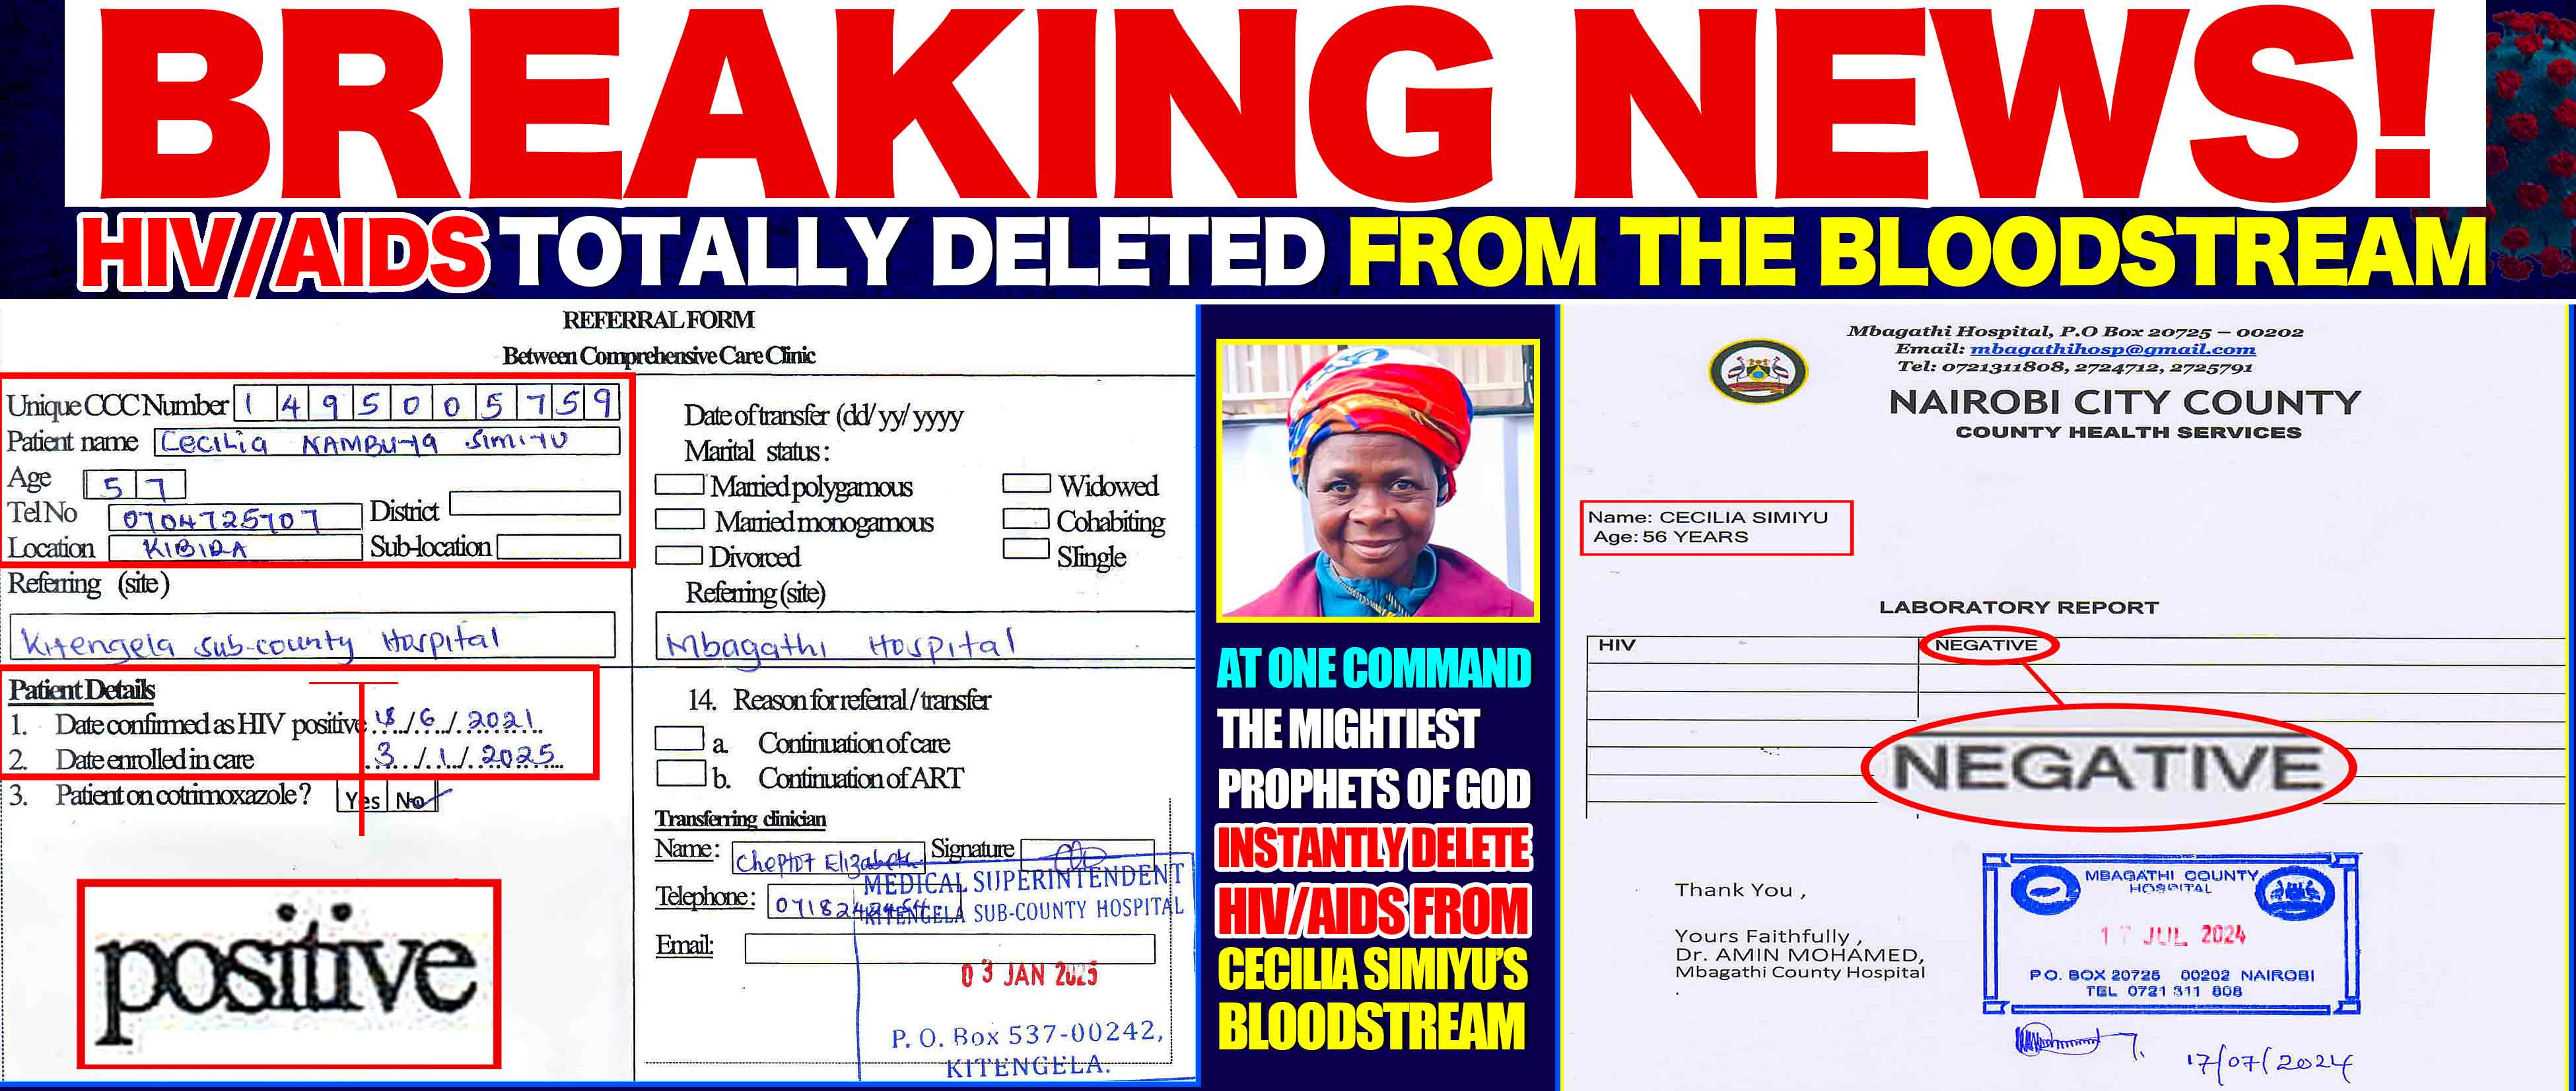 BREAKING NEWS!
HIV/AIDS TOTALLY DELETED FROM THE BLOODSTREAM
REFERRAL FORM
Between Comprehensive Care Clinic
Unique CCC Number 1 4 9 5 0 0 5 7 5 9
Patient name Cecilia NAMBUYA SIMIYU
Age 5 7
Tel No 0704725707 District
Location KIBIRA Sub-location
Referring (site)
Kitengela sub-county Hospital
Patient Details
1. Date confirmed as HIV positive 18/6/2021
2. Date enrolled in care 3/1/2025
3. Patient on cotrimoxazole? Yes No
positive
Date of transfer (dd/yy/yyyy
Marital status:
Married polygamous Widowed
Married monogamous Cohabiting
Divorced SIingle
Referring (site)
Mbagathi Hospital
14. Reason for referral / transfer
a. Continuation of care
b. Continuation of ART
Transferring clinician
Name: Elizabeth Signature
Telephone:
Email:
MEDICAL SUPERINTENDENT
KITENGELA SUB-COUNTY HOSPITAL
03 JAN 2025
P. O. Box 537-00242,
KITENGELA.
AT ONE COMMAND
THE MIGHTIEST
PROPHETS OF GOD
INSTANTLY DELETE
HIV/AIDS FROM
CECILIA SIMIYU'S
BLOODSTREAM
Mbagathi Hospital, P.O Box 20725 – 00202
Email: mbagathihosp@gmail.com
Tel: 0721311808, 2724712, 2725791
NAIROBI CITY COUNTY
COUNTY HEALTH SERVICES
Name: CECILIA SIMIYU
Age: 56 YEARS
LABORATORY REPORT
HIV NEGATIVE
NEGATIVE
Thank You ,
Yours Faithfully ,
Dr. AMIN MOHAMED,
Mbagathi County Hospital
MBAGATHI COUNTY
HOSPITAL
17 JUL 2024
P O. BOX 20725 00202 NAIROBI
TEL 0721 311 808
17/07/2024